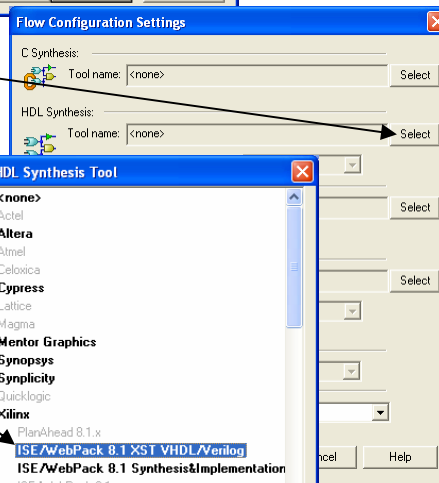 Flow Configuration Settings
C Synthesis:
Tool name: <none> Select
HDL Synthesis:
Tool name: <none> Select
HDL Synthesis Tool
<none>
Actel
Altera
Select
Atmel
Celoxica
Cypress
Select
Lattice
Magma
Mentor Graphics
Synopsys
Synplicity
Quicklogic
Xilinx
PlanAhead 8.1.x
ISE/WebPack 8.1 XST VHDL/Verilog
ncel Help
ISE/WebPack 8.1 Synthesis&Implementation